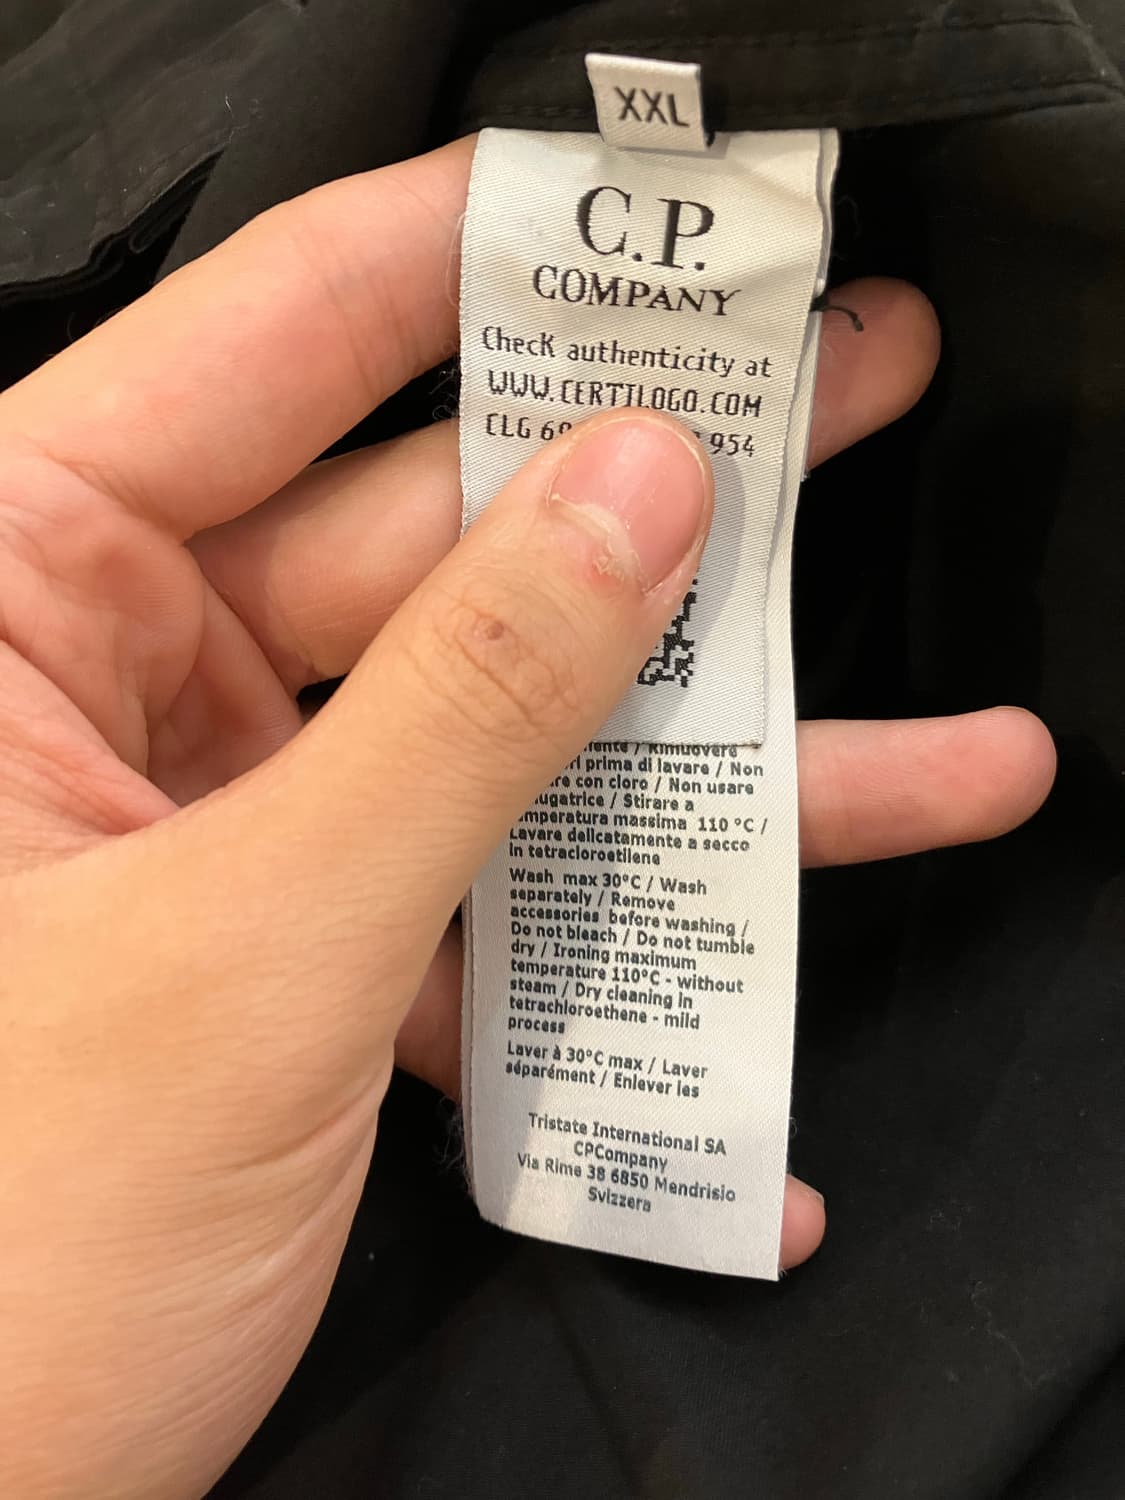 XXL
C.P.
COMPANY
Check authenticity at
WWW.CERTILOGO.COM
CLG 954
Rimuovere
prima di lavare / Non
con cloro / Non usare
/ Stirare a
massima 110 °C /
Lavare delicatamente a secco
in tetracloroetilene
Wash max 30°C / Wash
separately / Remove
accessories before washing /
Do not bleach / Do not tumble
dry / Ironing maximum
temperature 110°C - without
steam / Dry cleaning in
tetrachloroethene - mild
process
Laver à 30°C max / Laver
séparément / Enlever les
Tristate International SA
CPCompany
Via Rime 38 6850 Mendrisio
Svizzera